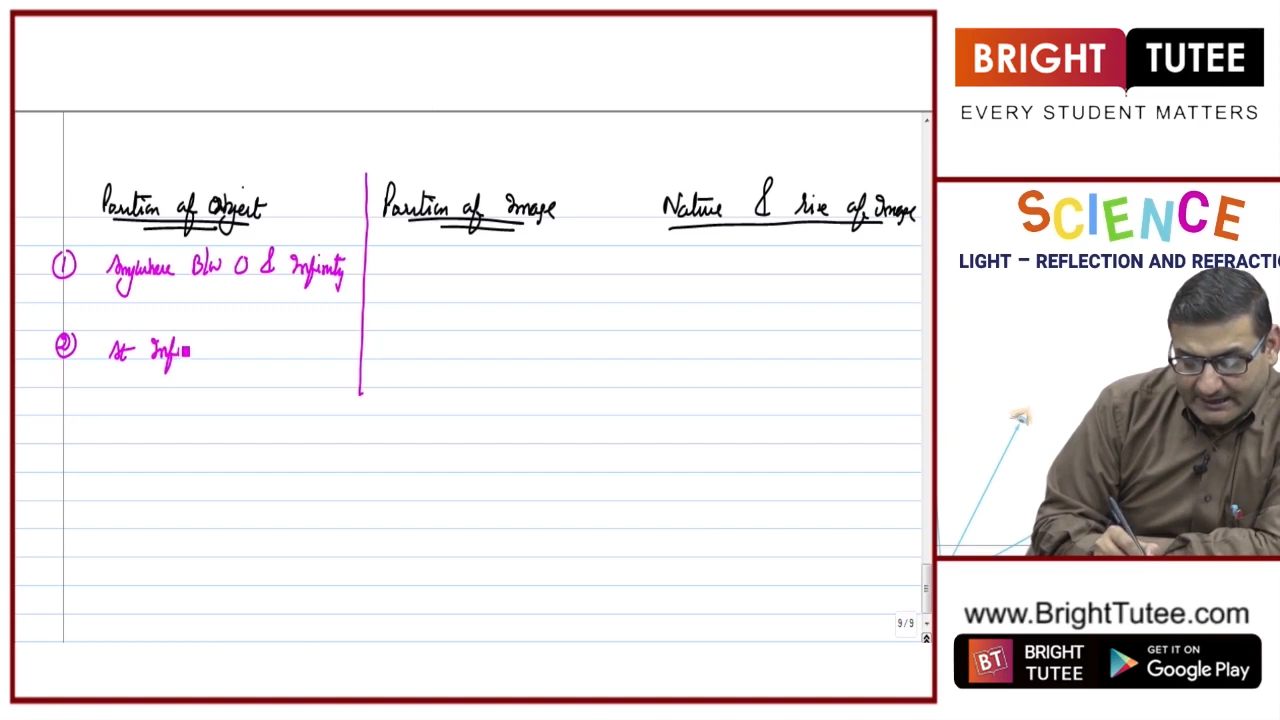 BRIGHT TUTEE
EVERY STUDENT MATTERS
Position of Object
Position of Image
Nature & size of Image
SCIENCE
LIGHT – REFLECTION AND REFRACTI
① Anywhere B/w O & Infinity
② At Infi
9/9
www.BrightTutee.com
BT
BRIGHT
TUTEE
GET IT ON
Google Play